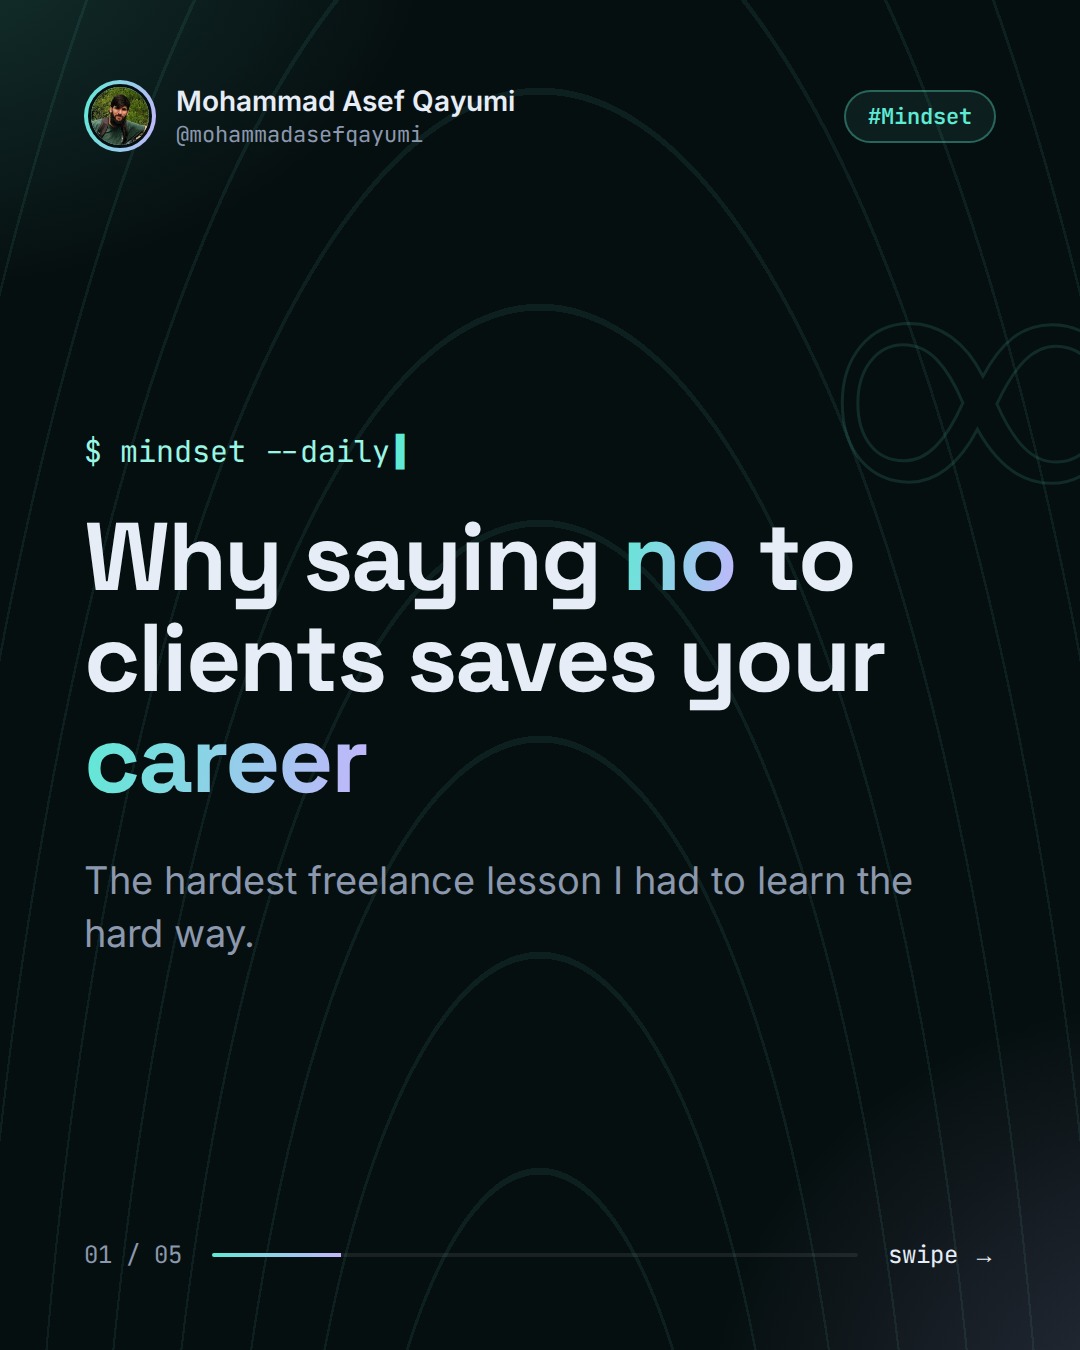 Mohammad Asef Qayumi
@mohammadasefqayumi
#Mindset
$ mindset --daily
Why saying no to
clients saves your
career
The hardest freelance lesson I had to learn the
hard way.
01 / 05
swipe →